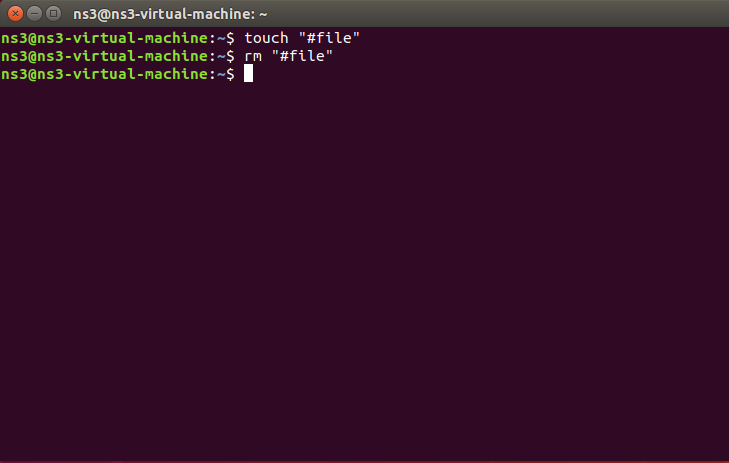 ns3@ns3-virtual-machine: ~
ns3@ns3-virtual-machine:~$ touch "#file"
ns3@ns3-virtual-machine:~$ rm "#file"
ns3@ns3-virtual-machine:~$